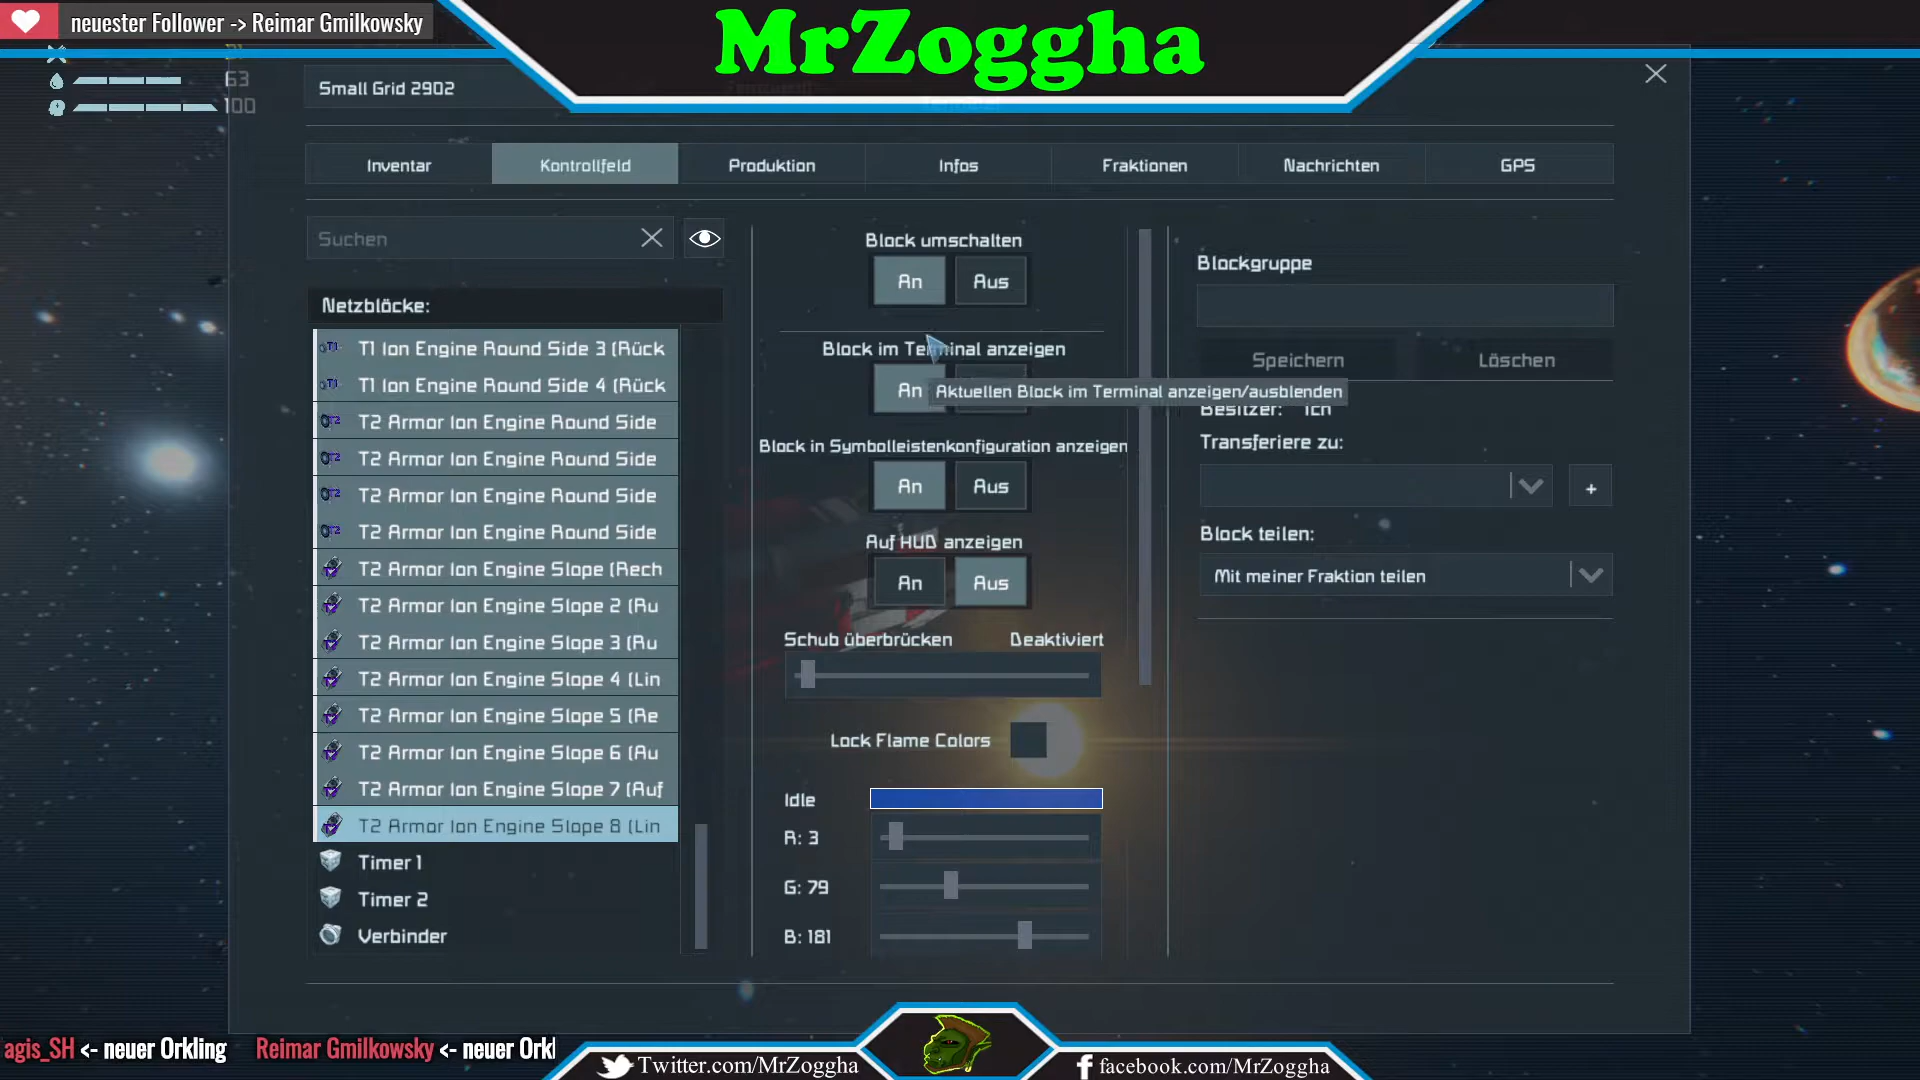 neuester Follower -> Reimar Gmilkowsky
MrZoggha
63
100
Small Grid 2902
Inventar
Kontrollfeld
Produktion
Infos
Fraktionen
Nachrichten
GPS
Suchen
Netzblöcke:
T1 Ion Engine Round Side 3 (Rück
T1 Ion Engine Round Side 4 (Rück
T2 Armor Ion Engine Round Side
T2 Armor Ion Engine Round Side
T2 Armor Ion Engine Round Side
T2 Armor Ion Engine Round Side
T2 Armor Ion Engine Slope (Rech
T2 Armor Ion Engine Slope 2 (Ru
T2 Armor Ion Engine Slope 3 (Ru
T2 Armor Ion Engine Slope 4 (Lin
T2 Armor Ion Engine Slope 5 (Re
T2 Armor Ion Engine Slope 6 (Au
T2 Armor Ion Engine Slope 7 (Auf
T2 Armor Ion Engine Slope 8 (Lin
Timer 1
Timer 2
Verbinder
Block umschalten
An Aus
Block im Terminal anzeigen
An
Aktuellen Block im Terminal anzeigen/ausblenden
Block in Symbolleistenkonfiguration anzeigen
An Aus
Auf HUD anzeigen
An Aus
Schub überbrücken Deaktiviert
Lock Flame Colors
Idle
R: 3
G: 79
B: 181
Blockgruppe
Speichern Löschen
Besitzer: Ich
Transferiere zu:
+
Block teilen:
Mit meiner Fraktion teilen
agis_SH <- neuer Orkling Reimar Gmilkowsky <- neuer Orkl
Twitter.com/MrZoggha
facebook.com/MrZoggha